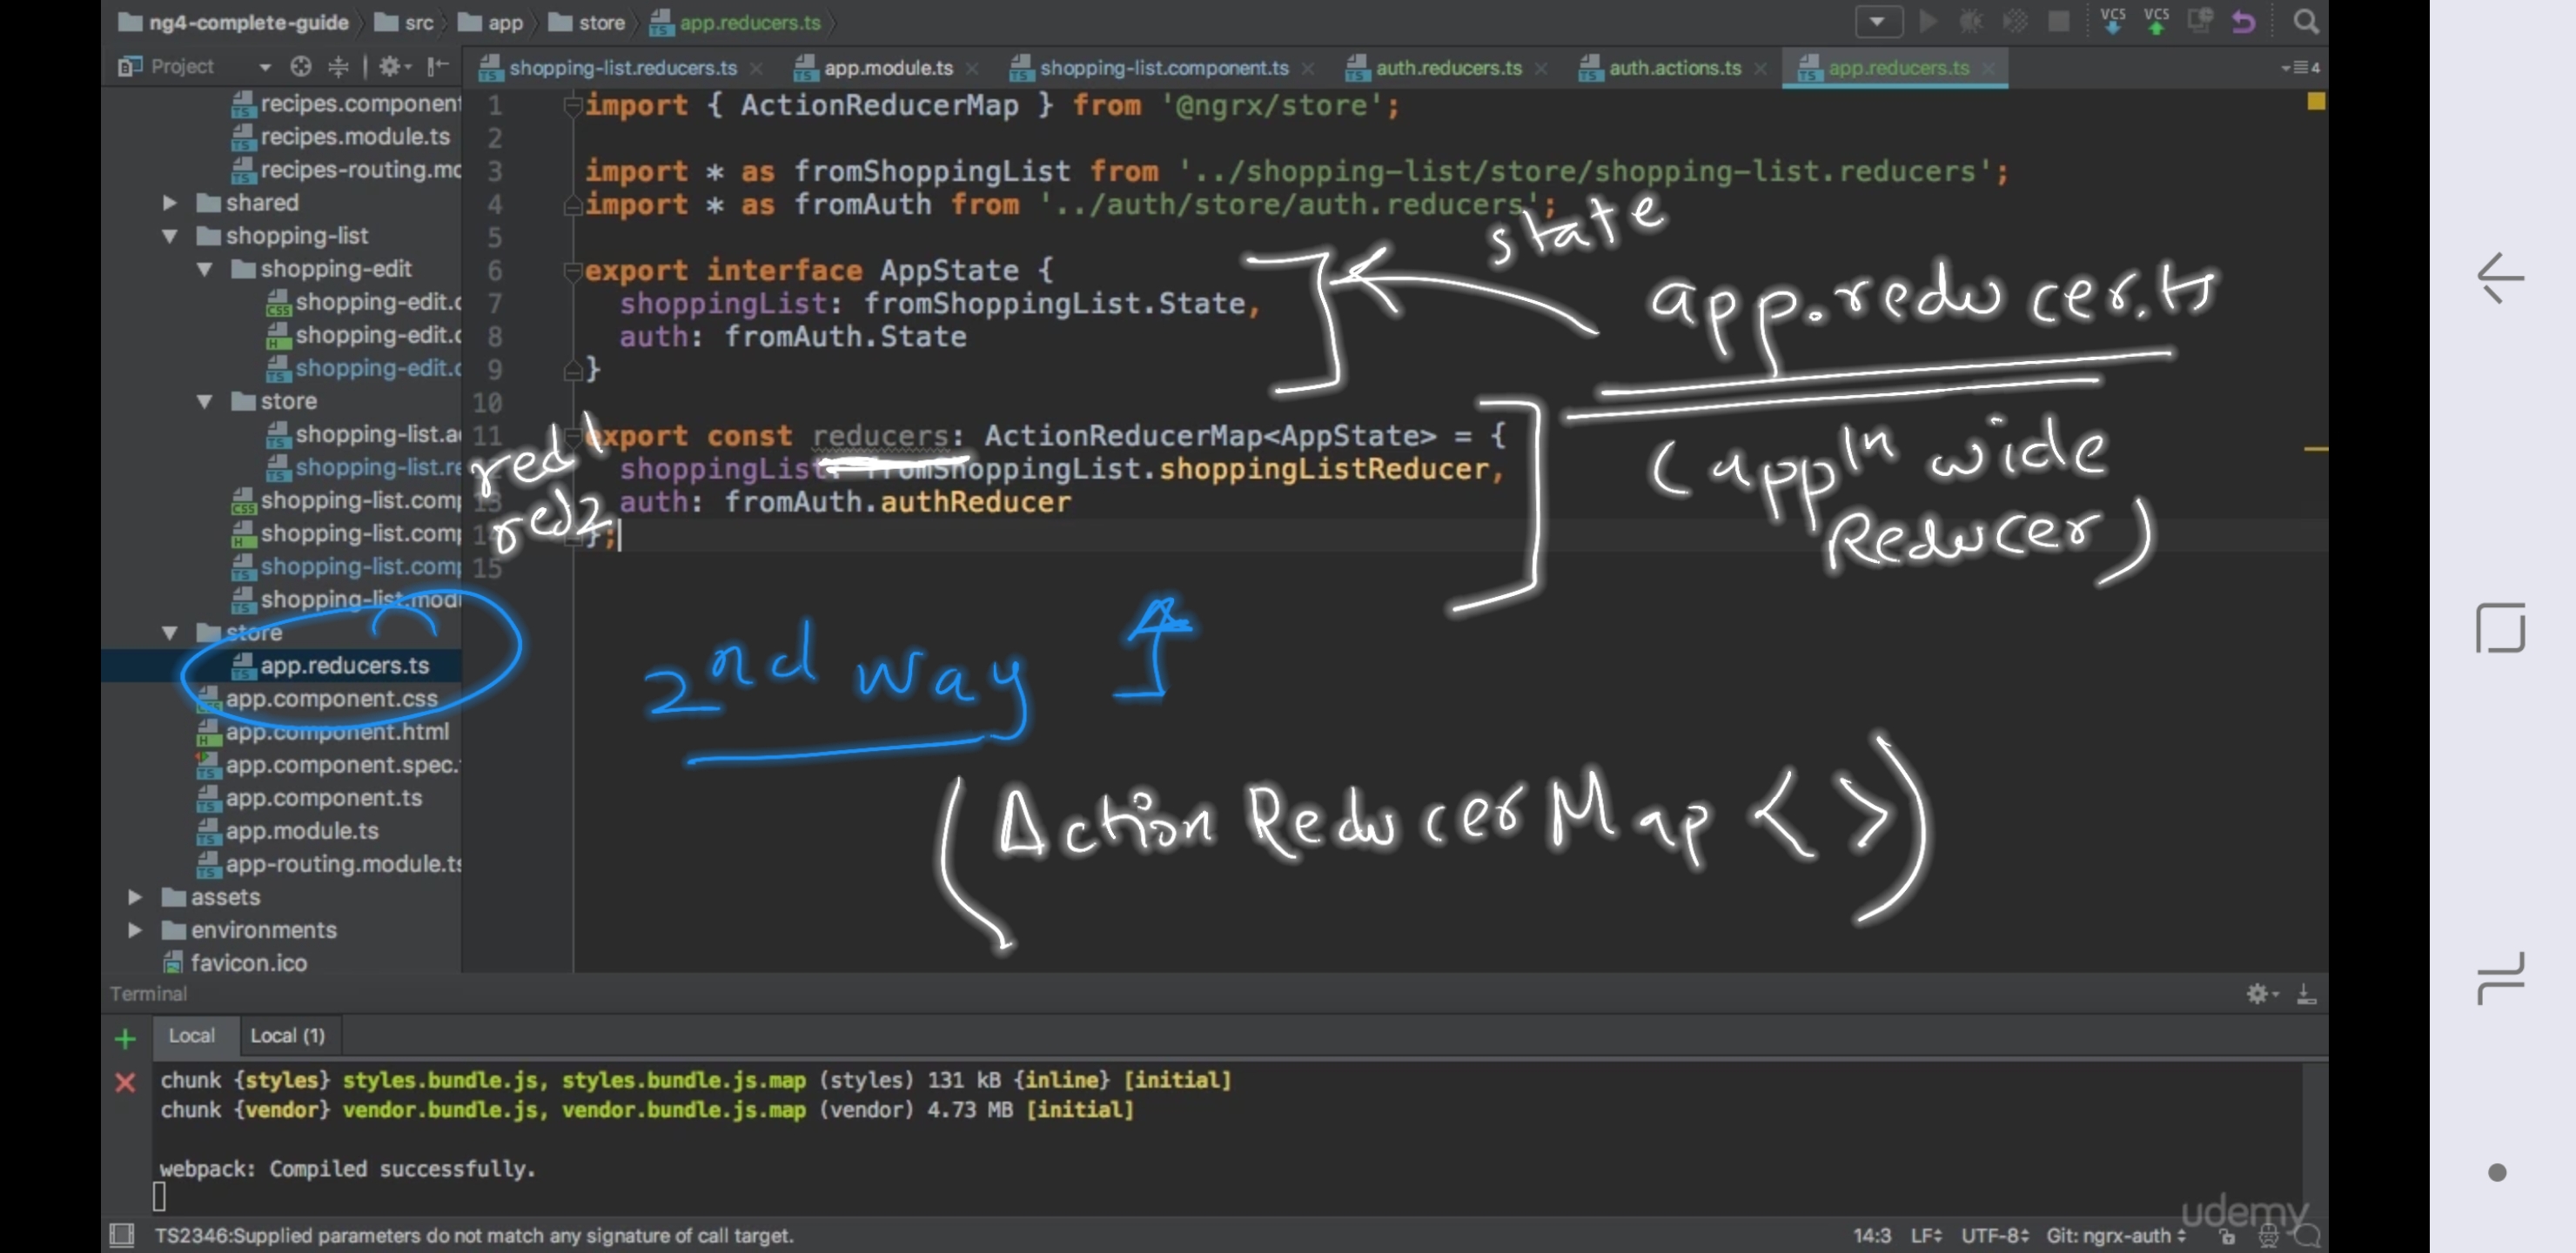 ng4-complete-guide src app store app.reducers.ts
VCS VCS
Project
shopping-list.reducers.ts app.module.ts shopping-list.component.ts auth.reducers.ts auth.actions.ts app.reducers.ts 4
recipes.component
recipes.module.ts
recipes-routing.mo
shared
shopping-list
shopping-edit
shopping-edit.c
shopping-edit.c
shopping-edit.c
store
shopping-list.a
shopping-list.re
shopping-list.comp
shopping-list.comp
shopping-list.comp
shopping-list.modu
store
app.reducers.ts
app.component.css
app.component.html
app.component.spec.
app.component.ts
app.module.ts
app-routing.module.ts
assets
environments
favicon.ico
1 import { ActionReducerMap } from '@ngrx/store';
2
3 import * as fromShoppingList from '../shopping-list/store/shopping-list.reducers';
4 import * as fromAuth from '../auth/store/auth.reducers';
5
6 export interface AppState {
7 shoppingList: fromShoppingList.State,
8 auth: fromAuth.State
9 }
10
11 export const reducers: ActionReducerMap<AppState> = {
shoppingList: fromShoppingList.shoppingListReducer,
13 auth: fromAuth.authReducer
14 };
15
state
app.reducer.ts
(appln wide
Reducer)
red1
red2
2nd way
(ActionReducerMap < >)
Terminal
Local Local (1)
chunk {styles} styles.bundle.js, styles.bundle.js.map (styles) 131 kB {inline} [initial]
chunk {vendor} vendor.bundle.js, vendor.bundle.js.map (vendor) 4.73 MB [initial]
webpack: Compiled successfully.
udemy
TS2346:Supplied parameters do not match any signature of call target.
14:3 LF UTF-8 Git: ngrx-auth